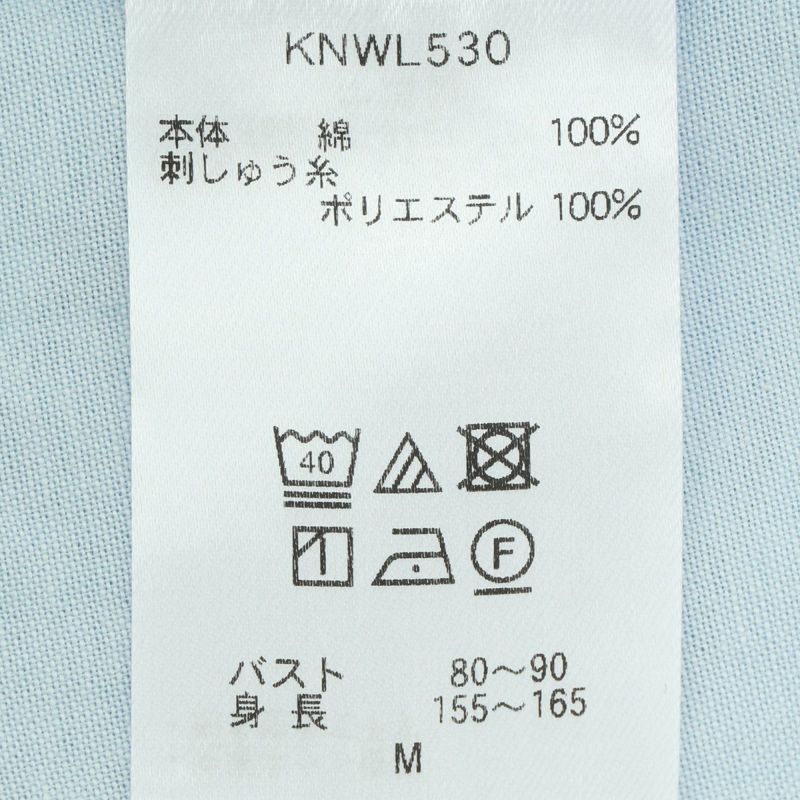 KNWL530
本体 綿 100%
刺しゅう糸
ポリエステル 100%
40
F
バスト 80～90
身長 155～165
M